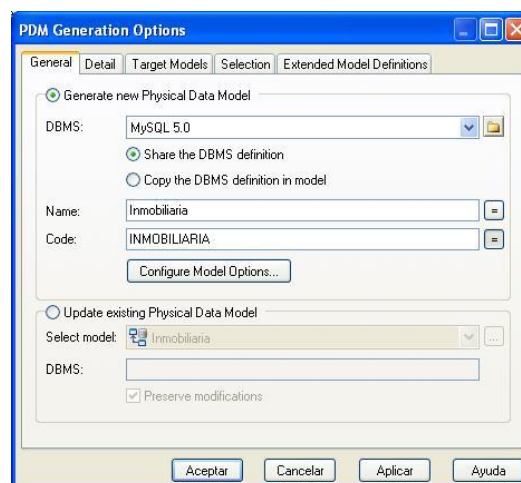 PDM Generation Options
General Detail Target Models Selection Extended Model Definitions
Generate new Physical Data Model
DBMS: MySQL 5.0
Share the DBMS definition
Copy the DBMS definition in model
Name: Inmobiliaria =
Code: INMOBILIARIA =
Configure Model Options...
Update existing Physical Data Model
Select model: Inmobiliaria ...
DBMS:
Preserve modifications
Aceptar Cancelar Aplicar Ayuda